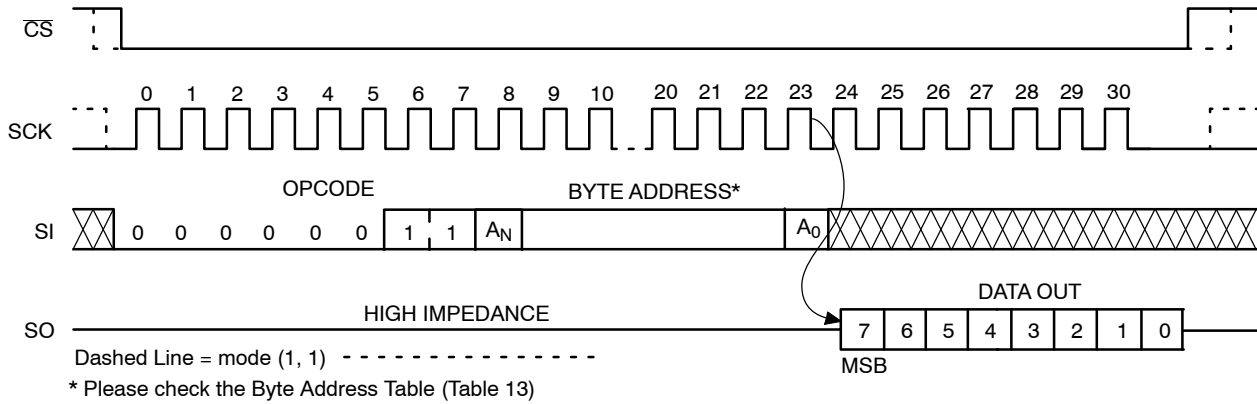 CS
0 1 2 3 4 5 6 7 8 9 10 20 21 22 23 24 25 26 27 28 29 30
SCK
OPCODE BYTE ADDRESS*
SI 0 0 0 0 0 0 1 1 AN A0
DATA OUT
HIGH IMPEDANCE
SO 7 6 5 4 3 2 1 0
Dashed Line = mode (1, 1) - - - - - - - - - - - - - - - -
MSB
* Please check the Byte Address Table (Table 13)